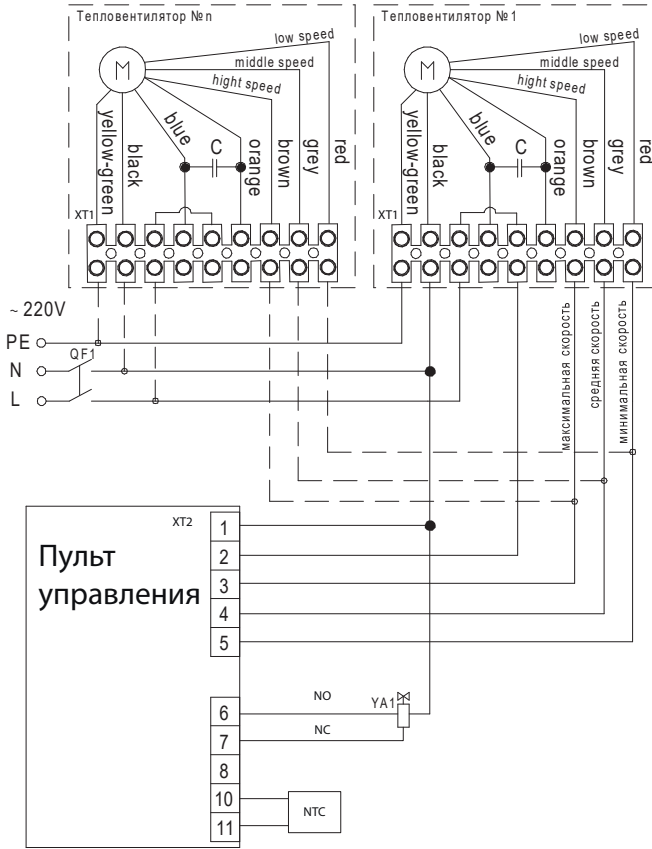 Тепловентилятор №n
low speed
middle speed
hight speed
M
yellow-green
black
blue
C
orange
brown
grey
red
XT1
Тепловентилятор №1
low speed
middle speed
hight speed
M
yellow-green
black
blue
C
orange
brown
grey
red
XT1
~ 220V
PE
N
L
QF1
максимальная скорость
средняя скорость
минимальная скорость
Пульт
управления
XT2
1
2
3
4
5
6
7
8
10
11
NO
NC
YA1
NTC